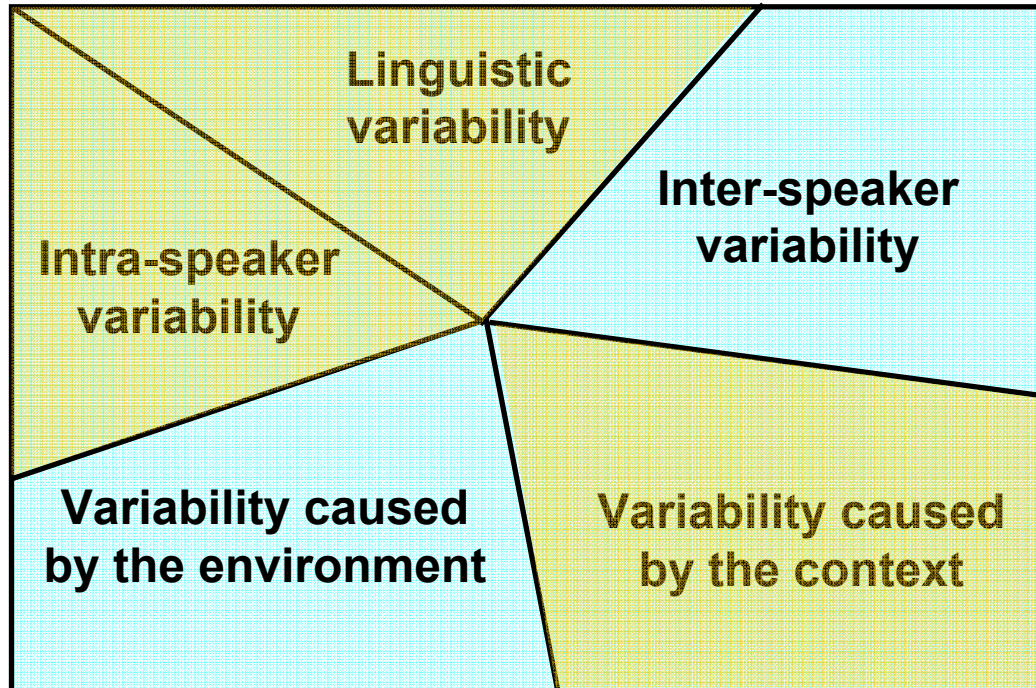 Linguistic
variability
Inter-speaker
variability
Intra-speaker
variability
Variability caused
by the environment
Variability caused
by the context